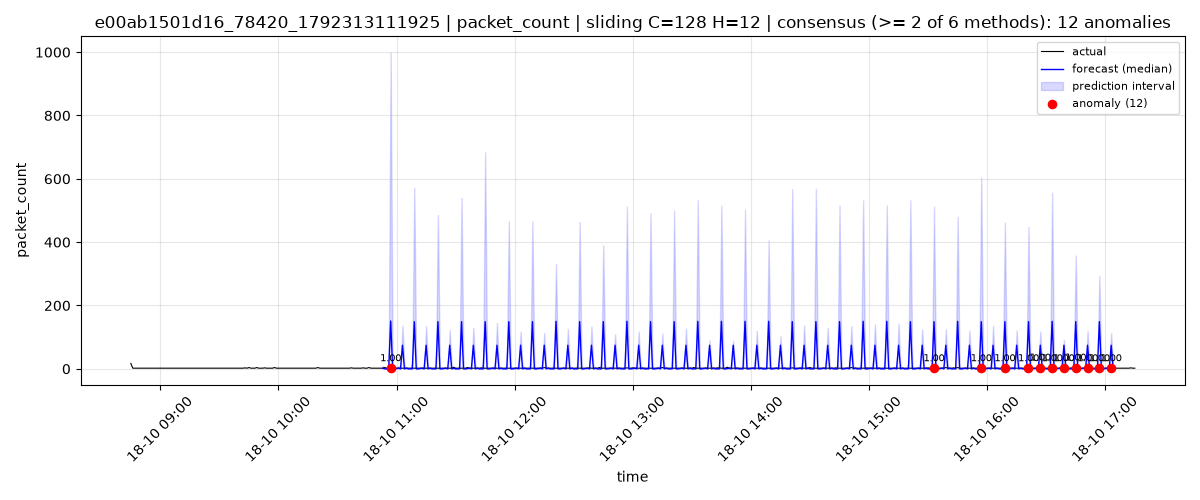 e00ab1501d16_78420_1792313111925 | packet_count | sliding C=128 H=12 | consensus (>= 2 of 6 methods): 12 anomalies
actual
forecast (median)
prediction interval
anomaly (12)
packet_count
1000
800
600
400
200
0
1.00 1.00 1.00 1.00
18-10 09:00
18-10 10:00
18-10 11:00
18-10 12:00
18-10 13:00
18-10 14:00
18-10 15:00
18-10 16:00
18-10 17:00
time